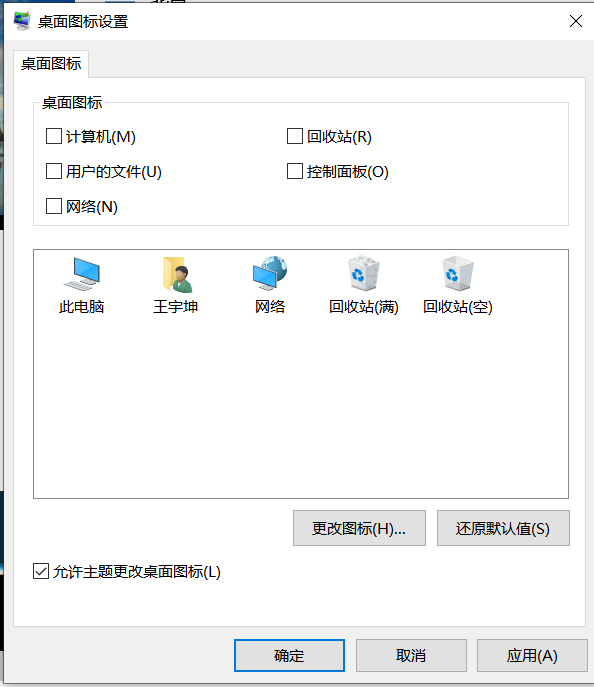 桌面图标设置
桌面图标
桌面图标
计算机(M)
回收站(R)
用户的文件(U)
控制面板(O)
网络(N)
此电脑
王宇坤
网络
回收站(满)
回收站(空)
更改图标(H)...
还原默认值(S)
允许主题更改桌面图标(L)
确定
取消
应用(A)